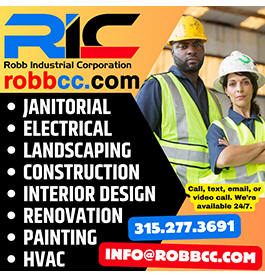 RIC
Robb Industrial Corporation
robbcc.com
• JANITORIAL
• ELECTRICAL
• LANDSCAPING
• CONSTRUCTION
• INTERIOR DESIGN
• RENOVATION
• PAINTING
• HVAC
Call, text, email, or
video call. We're
available 24/7.
315.277.3691
INFO@ROBBCC.COM